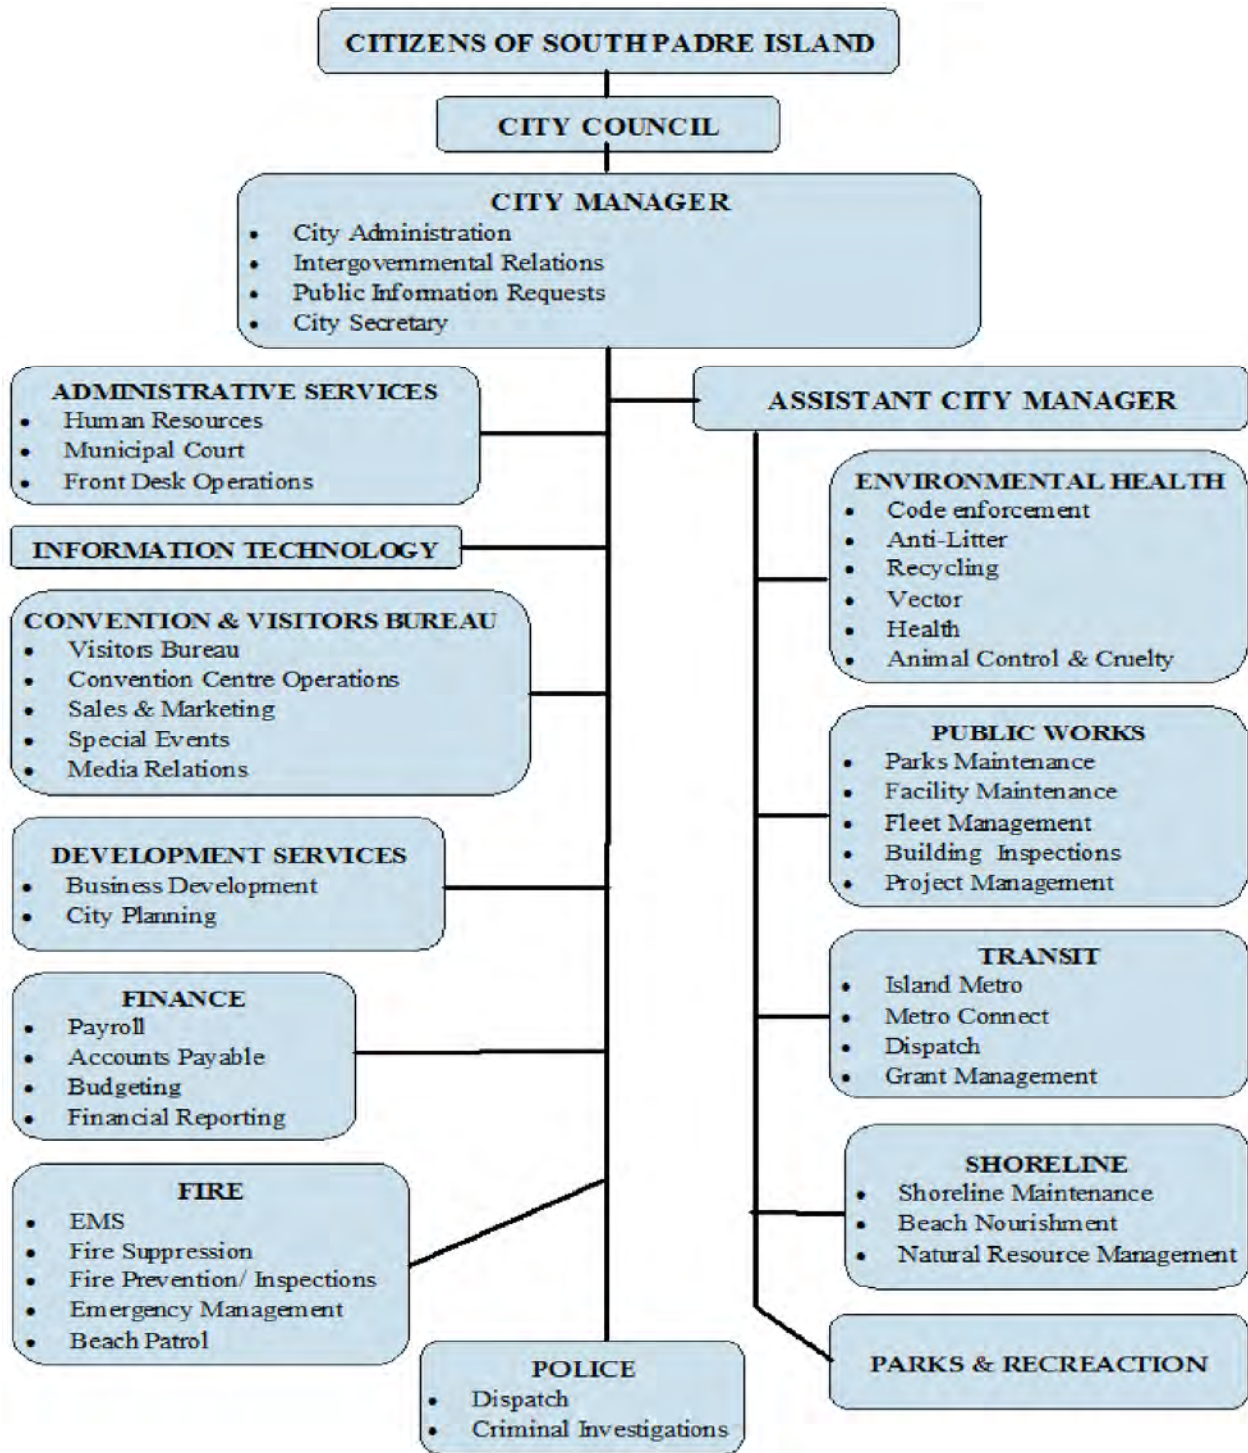 CITIZENS OF SOUTH PADRE ISLAND
CITY COUNCIL
CITY MANAGER
• City Administration
• Intergovernmental Relations
• Public Information Requests
• City Secretary
ADMINISTRATIVE SERVICES
• Human Resources
• Municipal Court
• Front Desk Operations
INFORMATION TECHNOLOGY
CONVENTION & VISITORS BUREAU
• Visitors Bureau
• Convention Centre Operations
• Sales & Marketing
• Special Events
• Media Relations
DEVELOPMENT SERVICES
• Business Development
• City Planning
FINANCE
• Payroll
• Accounts Payable
• Budgeting
• Financial Reporting
FIRE
• EMS
• Fire Suppression
• Fire Prevention/ Inspections
• Emergency Management
• Beach Patrol
POLICE
• Dispatch
• Criminal Investigations
ASSISTANT CITY MANAGER
ENVIRONMENTAL HEALTH
• Code enforcement
• Anti-Litter
• Recycling
• Vector
• Health
• Animal Control & Cruelty
PUBLIC WORKS
• Parks Maintenance
• Facility Maintenance
• Fleet Management
• Building Inspections
• Project Management
TRANSIT
• Island Metro
• Metro Connect
• Dispatch
• Grant Management
SHORELINE
• Shoreline Maintenance
• Beach Nourishment
• Natural Resource Management
PARKS & RECREACTION